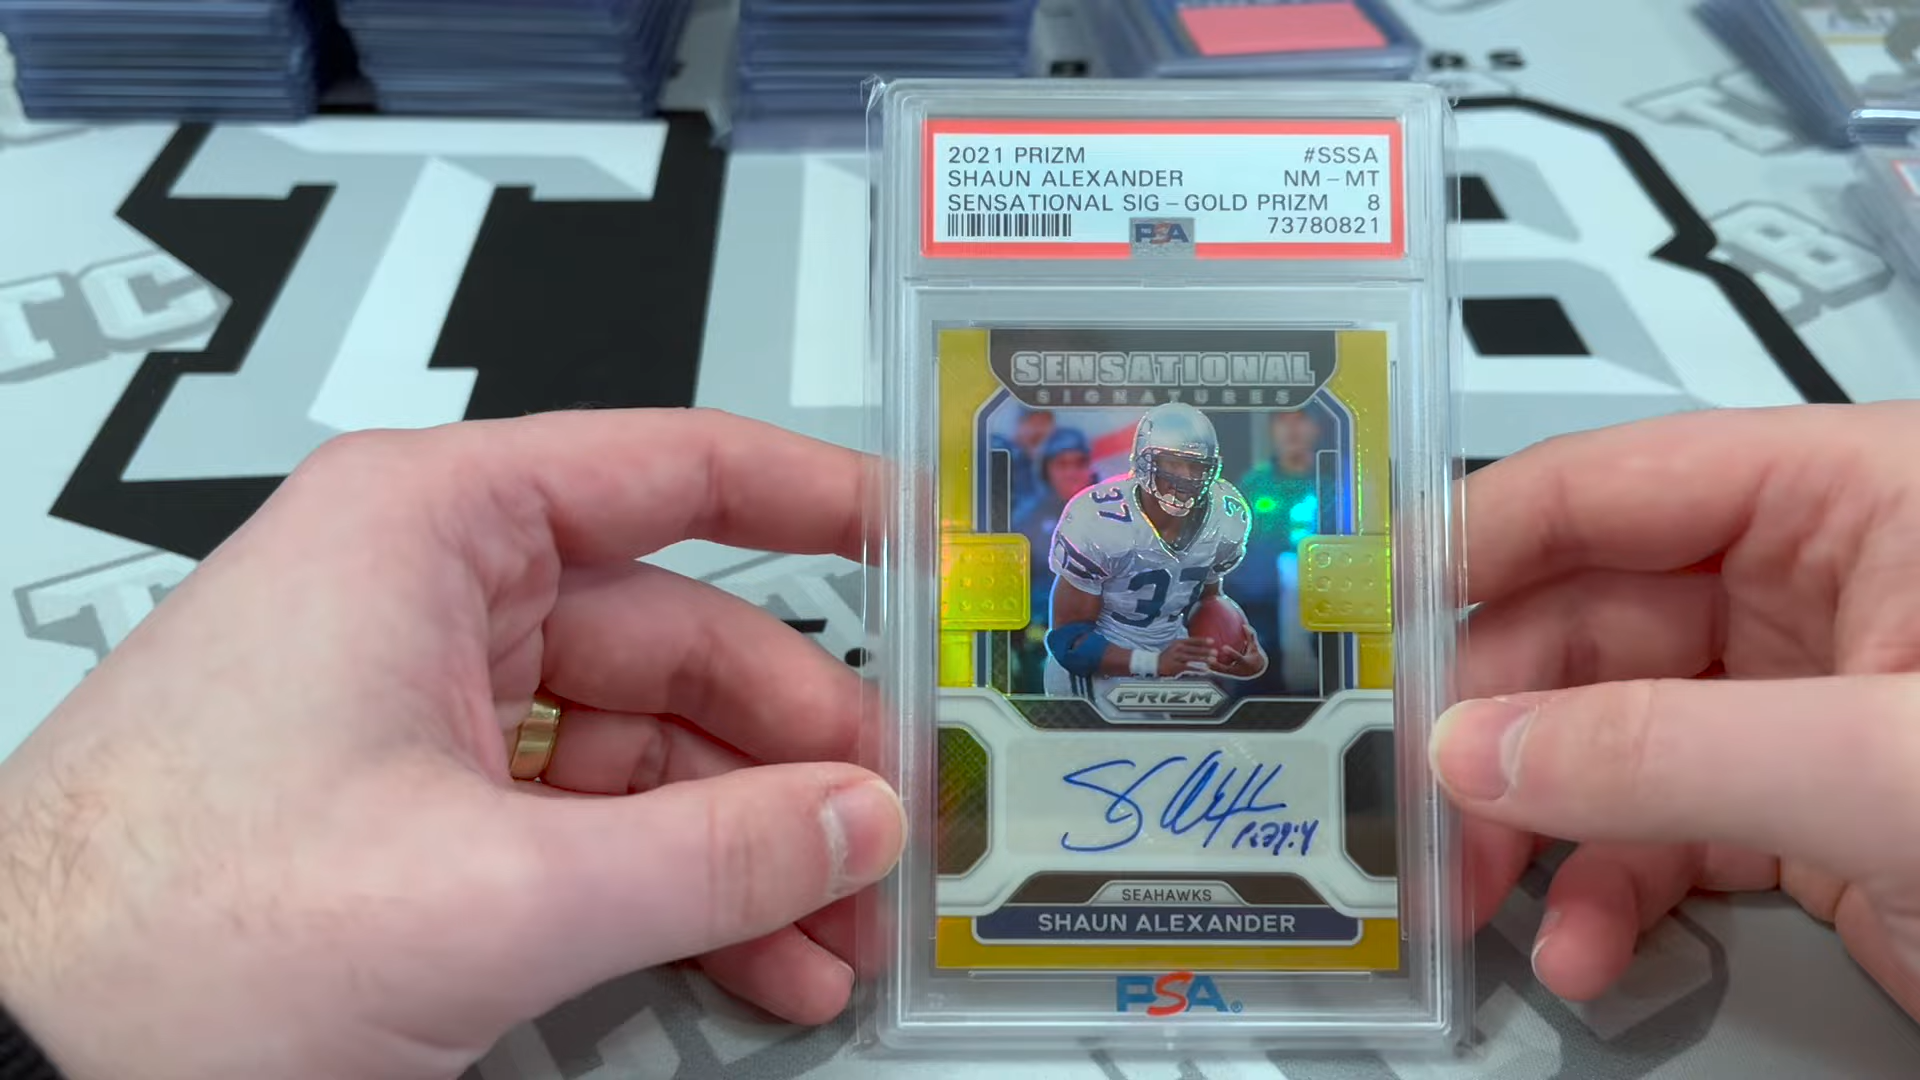 2021 PRIZM #SSSA
SHAUN ALEXANDER NM-MT
SENSATIONAL SIG-GOLD PRIZM 8
PSA 73780821
SENSATIONAL
SIGNATURES
37
37
PRIZM
SEAHAWKS
SHAUN ALEXANDER
PSA